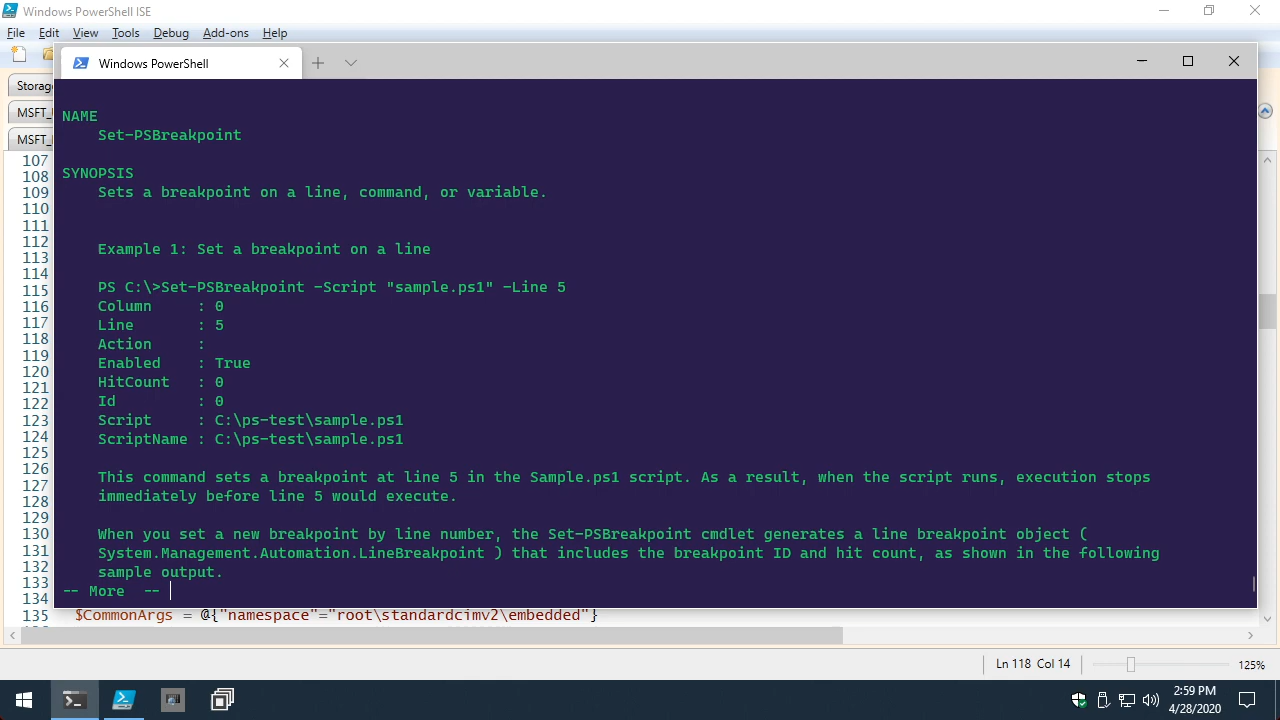 Windows PowerShell ISE
File Edit View Tools Debug Add-ons Help
Windows PowerShell
Storag
MSFT_
MSFT_
107
108
109
110
111
112
113
114
115
116
117
118
119
120
121
122
123
124
125
126
127
128
129
130
131
132
133
134
135 $CommonArgs = @{"namespace"="root\standardcimv2\embedded"}
NAME
Set-PSBreakpoint
SYNOPSIS
Sets a breakpoint on a line, command, or variable.
Example 1: Set a breakpoint on a line
PS C:\>Set-PSBreakpoint -Script "sample.ps1" -Line 5
Column : 0
Line : 5
Action :
Enabled : True
HitCount : 0
Id : 0
Script : C:\ps-test\sample.ps1
ScriptName : C:\ps-test\sample.ps1
This command sets a breakpoint at line 5 in the Sample.ps1 script. As a result, when the script runs, execution stops
immediately before line 5 would execute.
When you set a new breakpoint by line number, the Set-PSBreakpoint cmdlet generates a line breakpoint object (
System.Management.Automation.LineBreakpoint ) that includes the breakpoint ID and hit count, as shown in the following
sample output.
-- More --
Ln 118 Col 14
125%
2:59 PM
4/28/2020